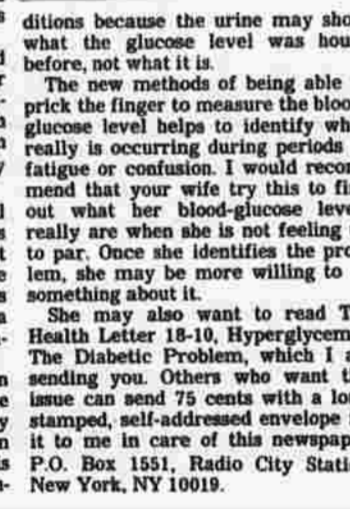 ditions because the urine may sho
what the glucose level was hou
before, not what it is.
The new methods of being able
prick the finger to measure the bloo
glucose level helps to identify wh
really is occurring during periods
fatigue or confusion. I would recor
mend that your wife try this to fi
out what her blood-glucose leve
really are when she is not feeling
to par. Once she identifies the pro
lem, she may be more willing to
something about it.
She may also want to read T
Health Letter 18-10, Hyperglycem
The Diabetic Problem, which I a
sending you. Others who want t
issue can send 75 cents with a lo
stamped, self-addressed envelope
it to me in care of this newspap
P.O. Box 1551, Radio City Stati
New York, NY 10019.